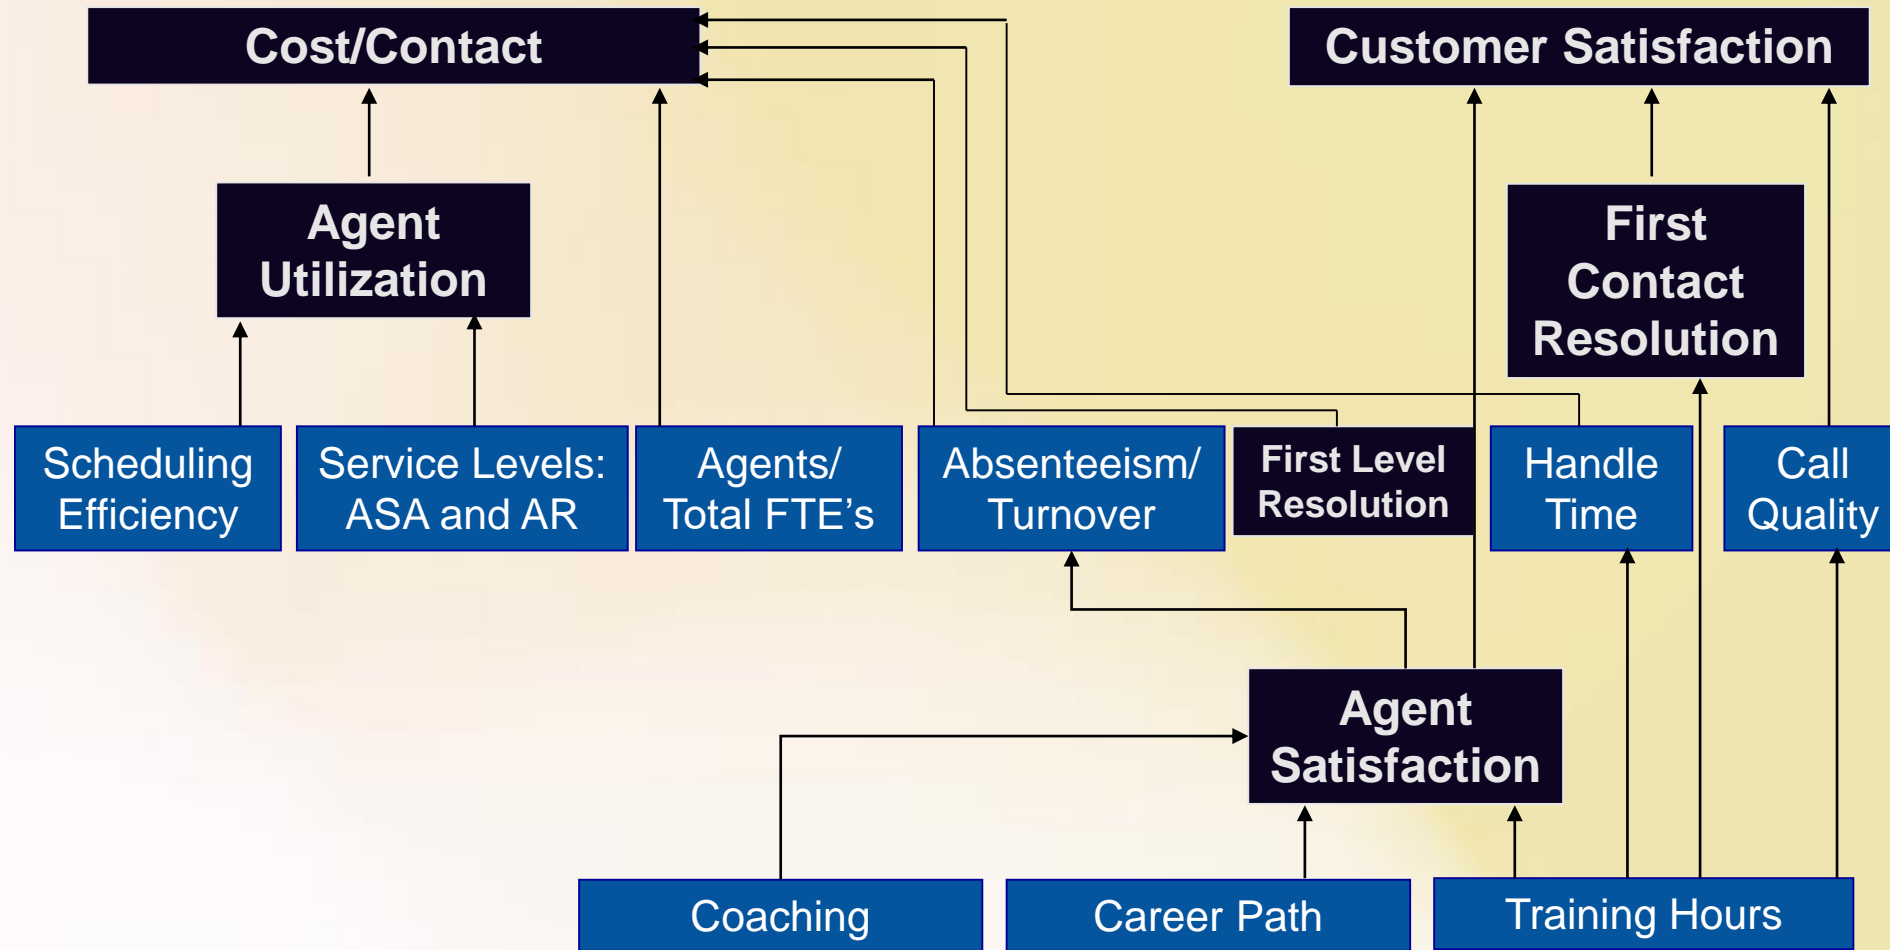 Cost/Contact
Customer Satisfaction
Agent
Utilization
First
Contact
Resolution
Scheduling
Efficiency
Service Levels:
ASA and AR
Agents/
Total FTE's
Absenteeism/
Turnover
First Level
Resolution
Handle
Time
Call
Quality
Agent
Satisfaction
Coaching
Career Path
Training Hours